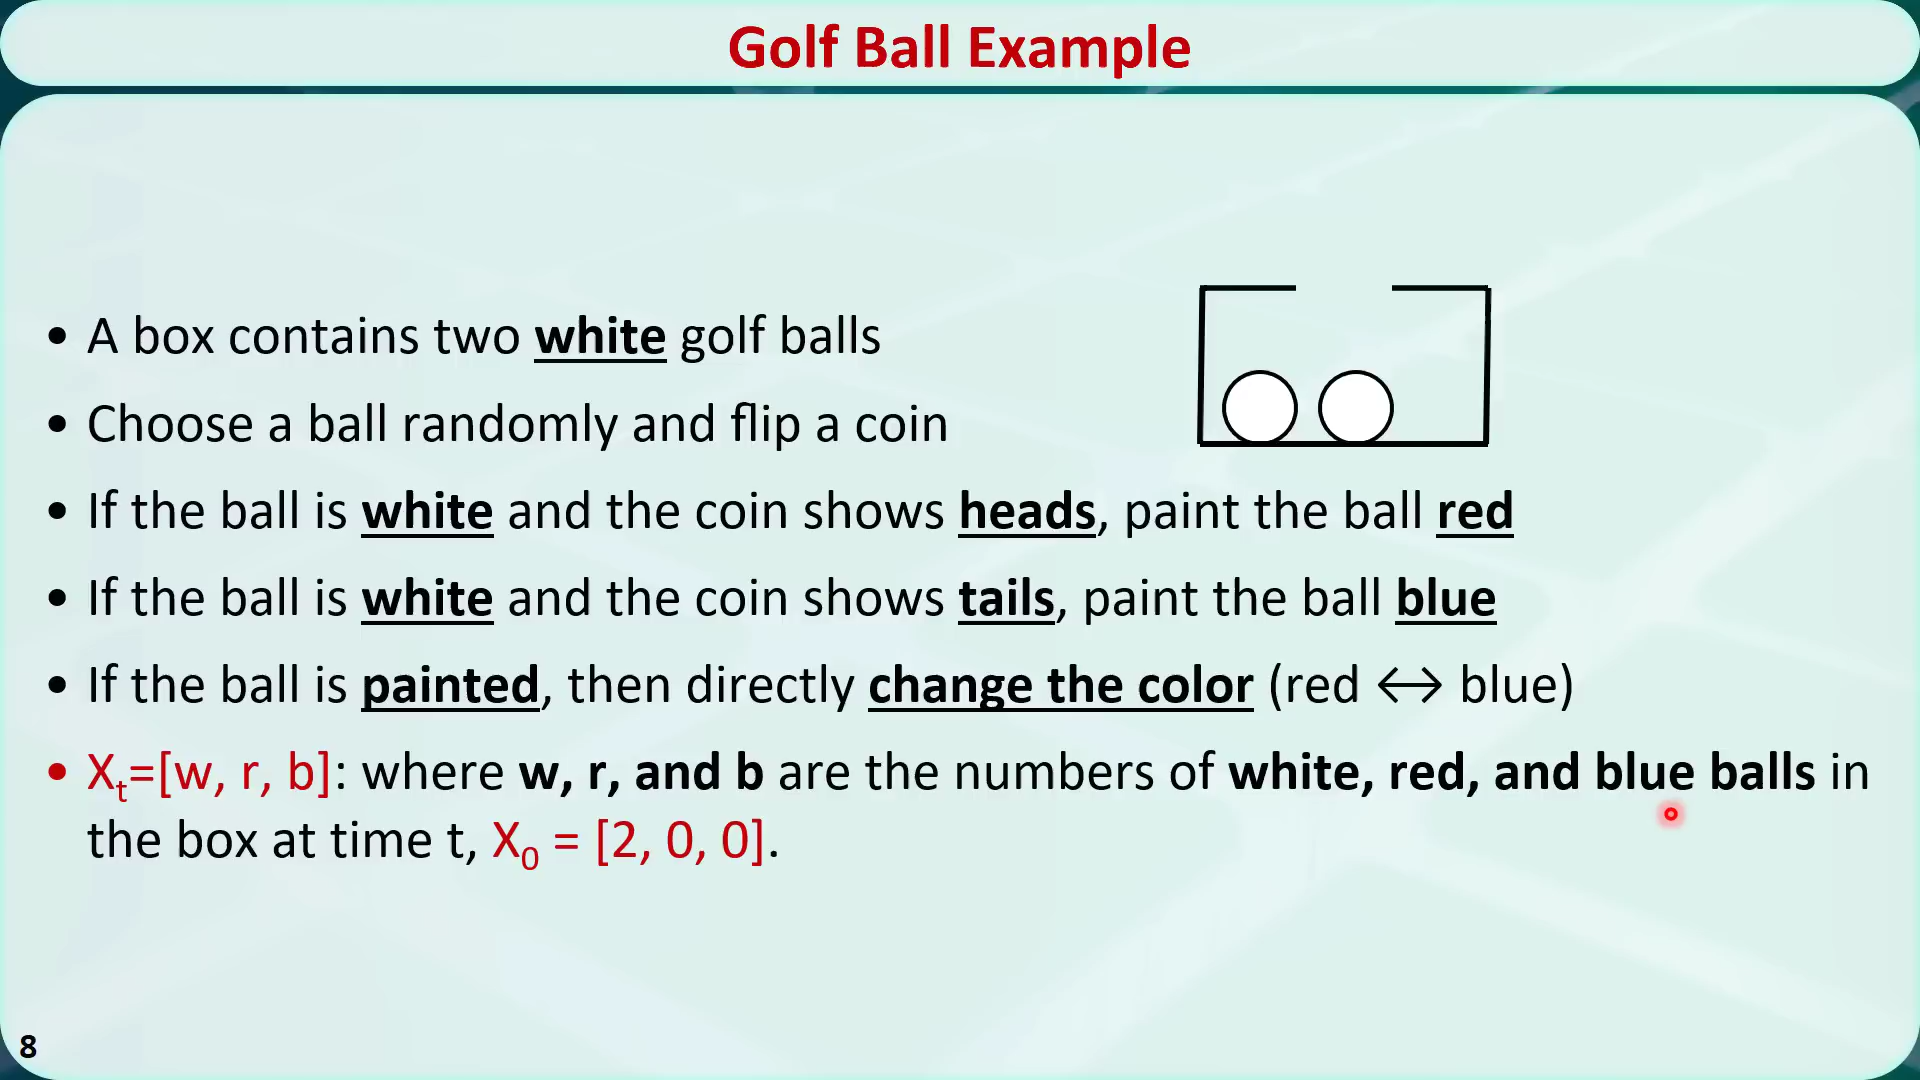 Golf Ball Example
• A box contains two white golf balls
• Choose a ball randomly and flip a coin
• If the ball is white and the coin shows heads, paint the ball red
• If the ball is white and the coin shows tails, paint the ball blue
• If the ball is painted, then directly change the color (red ↔ blue)
• Xₜ=[w, r, b]: where w, r, and b are the numbers of white, red, and blue balls in
the box at time t, X₀ = [2, 0, 0].
8